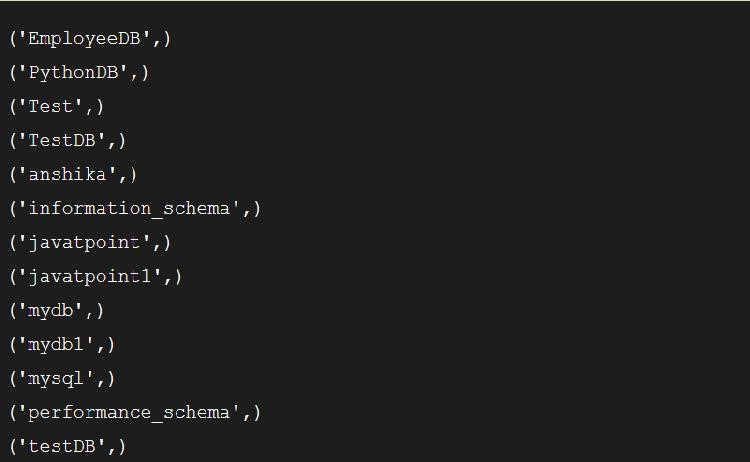 ('EmployeeDB',)
('PythonDB',)
('Test',)
('TestDB',)
('anshika',)
('information_schema',)
('javatpoint',)
('javatpoint1',)
('mydb',)
('mydb1',)
('mysql',)
('performance_schema',)
('testDB',)